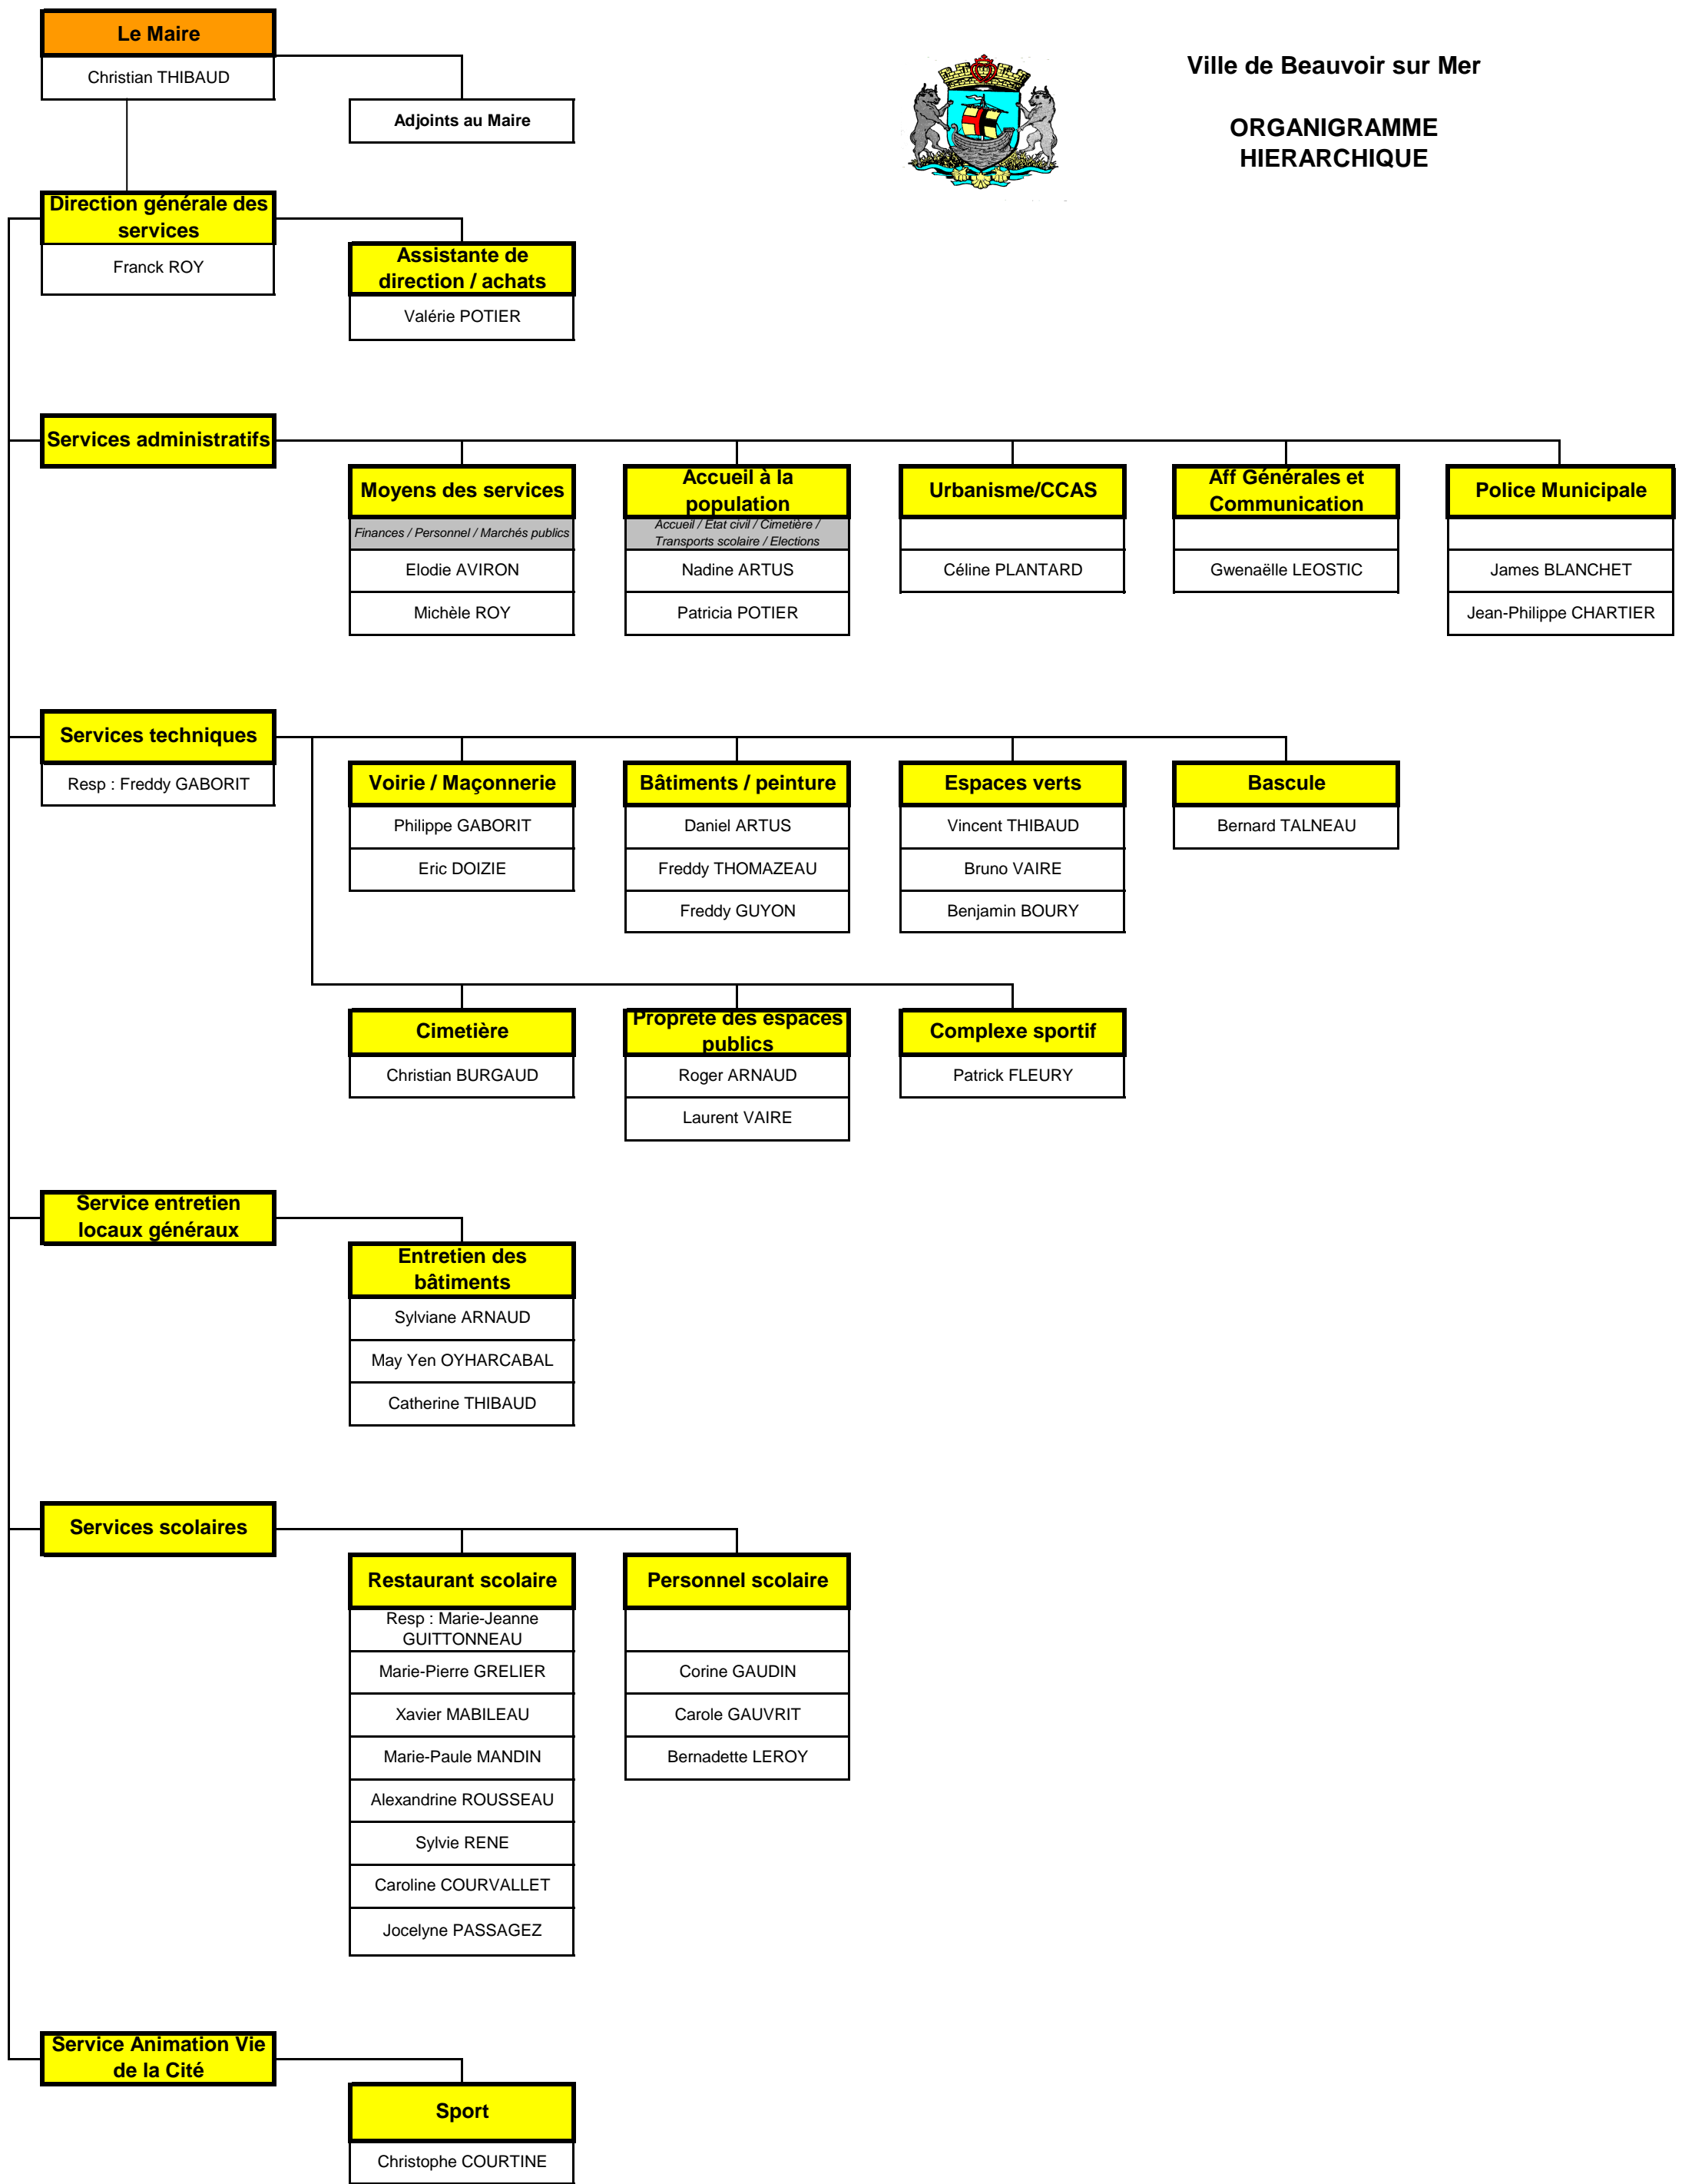 Le Maire
Christian THIBAUD
Adjoints au Maire
Ville de Beauvoir sur Mer
ORGANIGRAMME
HIERARCHIQUE
Direction générale des
services
Franck ROY
Assistante de
direction / achats
Valérie POTIER
Services administratifs
Moyens des services
Finances / Personnel / Marchés publics
Elodie AVIRON
Michèle ROY
Accueil à la
population
Accueil / Etat civil / Cimetière /
Transports scolaire / Elections
Nadine ARTUS
Patricia POTIER
Urbanisme/CCAS
Céline PLANTARD
Aff Générales et
Communication
Gwenaëlle LEOSTIC
Police Municipale
James BLANCHET
Jean-Philippe CHARTIER
Services techniques
Resp : Freddy GABORIT
Voirie / Maçonnerie
Philippe GABORIT
Eric DOIZIE
Bâtiments / peinture
Daniel ARTUS
Freddy THOMAZEAU
Freddy GUYON
Espaces verts
Vincent THIBAUD
Bruno VAIRE
Benjamin BOURY
Bascule
Bernard TALNEAU
Cimetière
Christian BURGAUD
Propreté des espaces
publics
Roger ARNAUD
Laurent VAIRE
Complexe sportif
Patrick FLEURY
Service entretien
locaux généraux
Entretien des
bâtiments
Sylviane ARNAUD
May Yen OYHARCABAL
Catherine THIBAUD
Services scolaires
Restaurant scolaire
Resp : Marie-Jeanne
GUITTONNEAU
Marie-Pierre GRELIER
Xavier MABILEAU
Marie-Paule MANDIN
Alexandrine ROUSSEAU
Sylvie RENE
Caroline COURVALLET
Jocelyne PASSAGEZ
Personnel scolaire
Corine GAUDIN
Carole GAUVRIT
Bernadette LEROY
Service Animation Vie
de la Cité
Sport
Christophe COURTINE